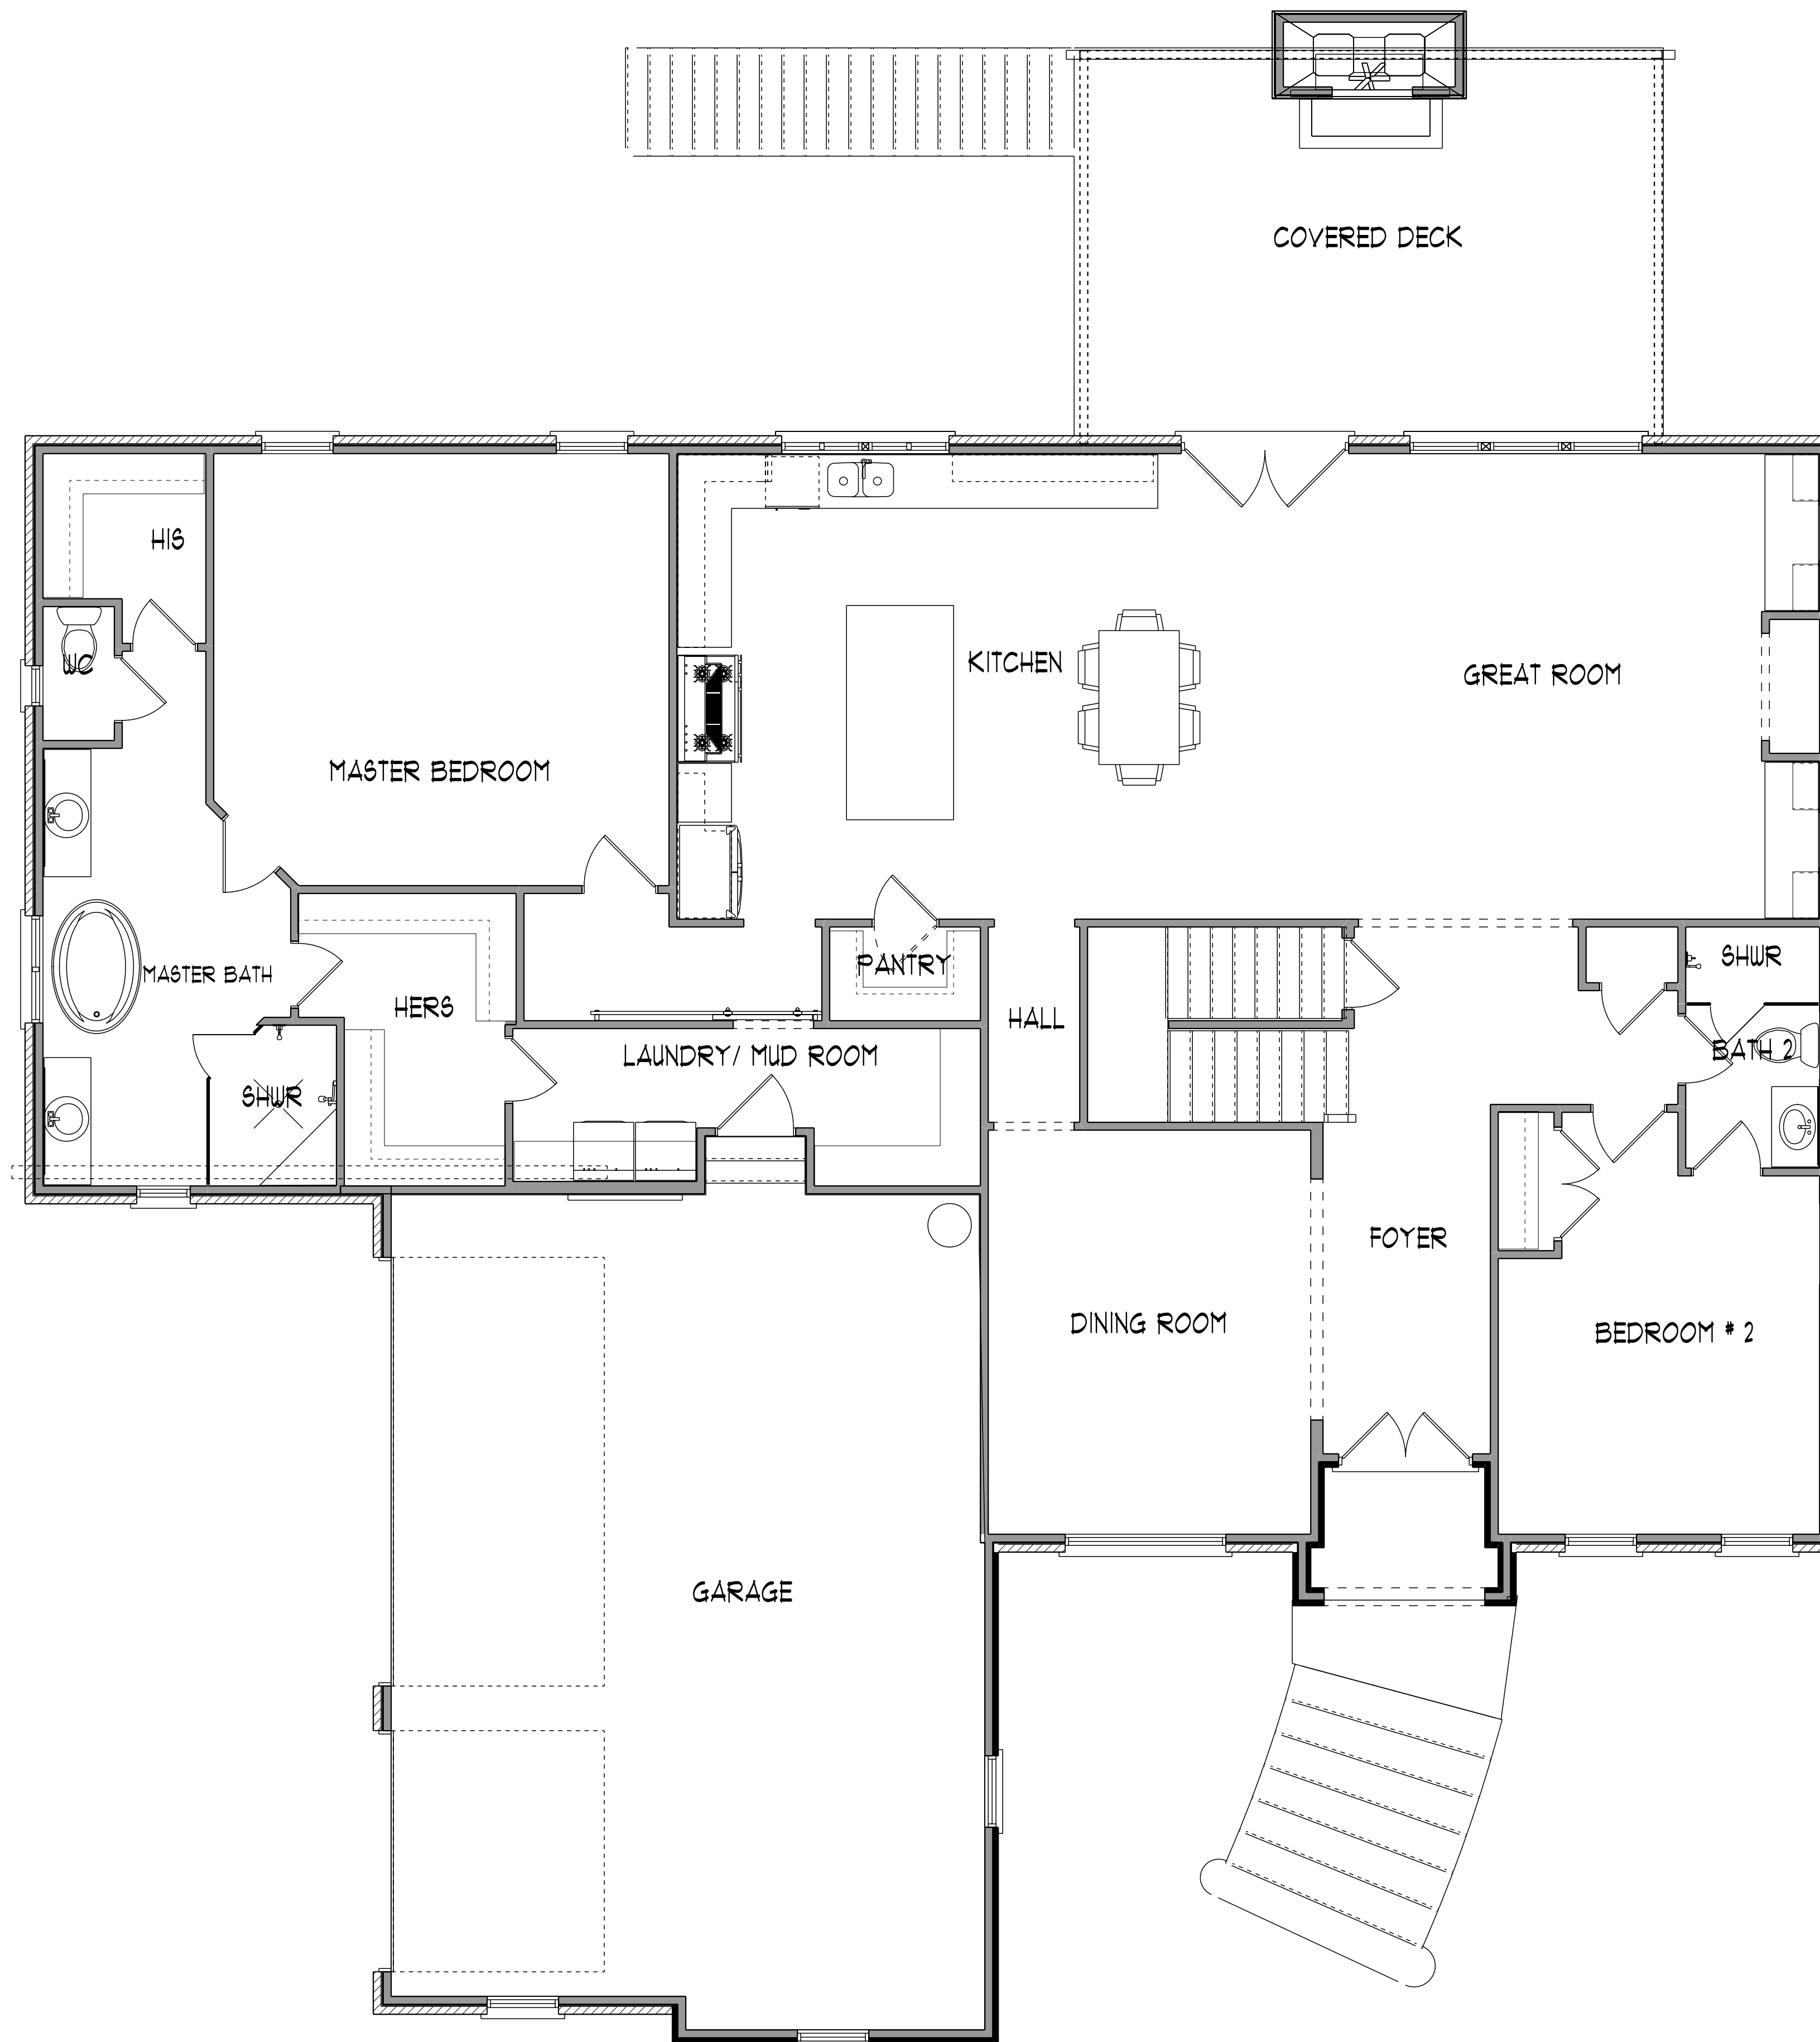 COVERED DECK
HIS
WC
KITCHEN
GREAT ROOM
MASTER BEDROOM
MASTER BATH
HERS
PANTRY
SHWR
HALL
LAUNDRY/ MUD ROOM
BATH 2
SHWR
FOYER
DINING ROOM
BEDROOM # 2
GARAGE